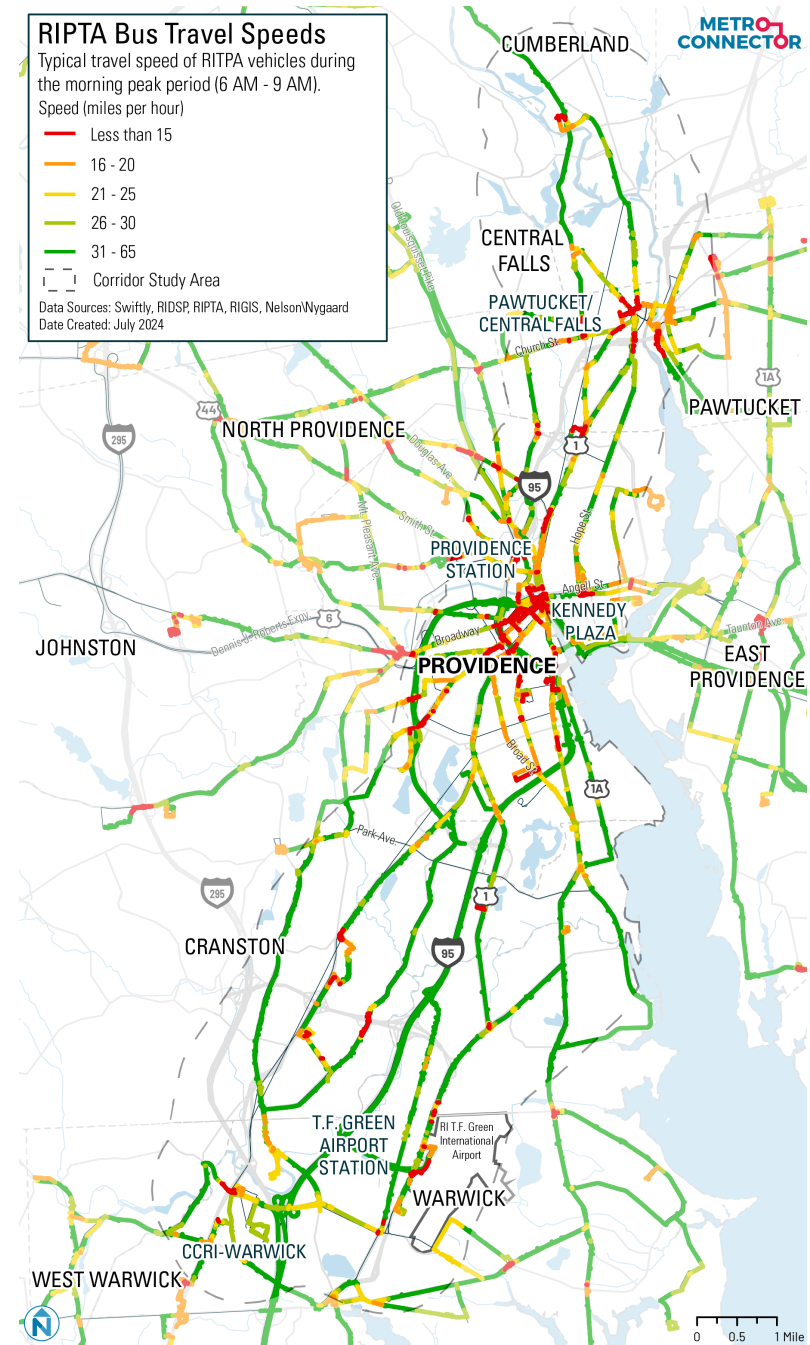 RIPTA Bus Travel Speeds
Typical travel speed of RITPA vehicles during
the morning peak period (6 AM - 9 AM).
Speed (miles per hour)
Less than 15
16 - 20
21 - 25
26 - 30
31 - 65
Corridor Study Area
Data Sources: Swiftly, RIDSP, RIPTA, RIGIS, Nelson\Nygaard
Date Created: July 2024
METRO
CONNECTOR
CUMBERLAND
CENTRAL
FALLS
PAWTUCKET/
CENTRAL FALLS
Church St.
1A
PAWTUCKET
44
295
NORTH PROVIDENCE
1
Douglas Ave.
95
Smith St.
Mt. Pleasant Ave.
Hope St.
PROVIDENCE
STATION
Angell St.
KENNEDY
PLAZA
6
Dennis J Roberts Expy
Broadway
Taunton Ave.
JOHNSTON
PROVIDENCE
EAST
PROVIDENCE
Broad St.
1A
Park Ave.
295
1
CRANSTON
95
T.F. GREEN
AIRPORT
STATION
RI T.F. Green
International
Airport
WARWICK
CCRI-WARWICK
WEST WARWICK
N
0 0.5 1 Mile